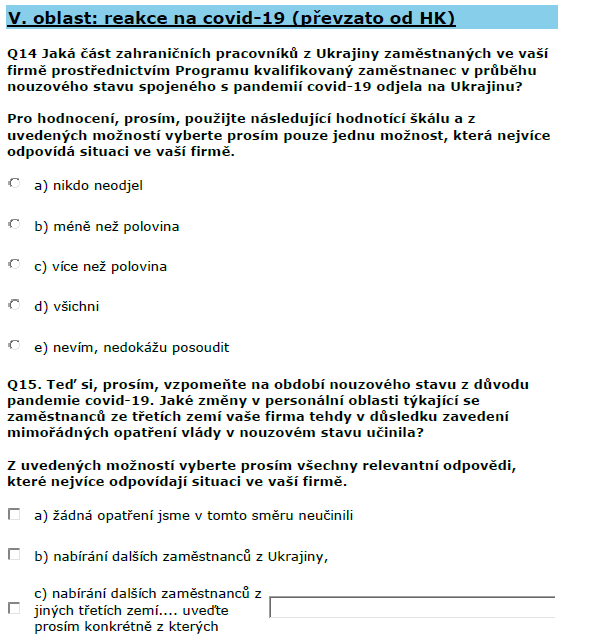 V. oblast: reakce na covid-19 (převzato od HK)
Q14 Jaká část zahraničních pracovníků z Ukrajiny zaměstnaných ve vaší
firmě prostřednictvím Programu kvalifikovaný zaměstnanec v průběhu
nouzového stavu spojeného s pandemií covid-19 odjela na Ukrajinu?
Pro hodnocení, prosím, použijte následující hodnotící škálu a z
uvedených možností vyberte prosím pouze jednu možnost, která nejvíce
odpovídá situaci ve vaší firmě.
a) nikdo neodjel
b) méně než polovina
c) více než polovina
d) všichni
e) nevím, nedokážu posoudit
Q15. Teď si, prosím, vzpomeňte na období nouzového stavu z důvodu
pandemie covid-19. Jaké změny v personální oblasti týkající se
zaměstnanců ze třetích zemí vaše firma tehdy v důsledku zavedení
mimořádných opatření vlády v nouzovém stavu učinila?
Z uvedených možností vyberte prosím všechny relevantní odpovědi,
které nejvíce odpovídají situaci ve vaší firmě.
a) žádná opatření jsme v tomto směru neučinili
b) nabírání dalších zaměstnanců z Ukrajiny,
c) nabírání dalších zaměstnanců z
jiných třetích zemí.... uveďte
prosím konkrétně z kterých